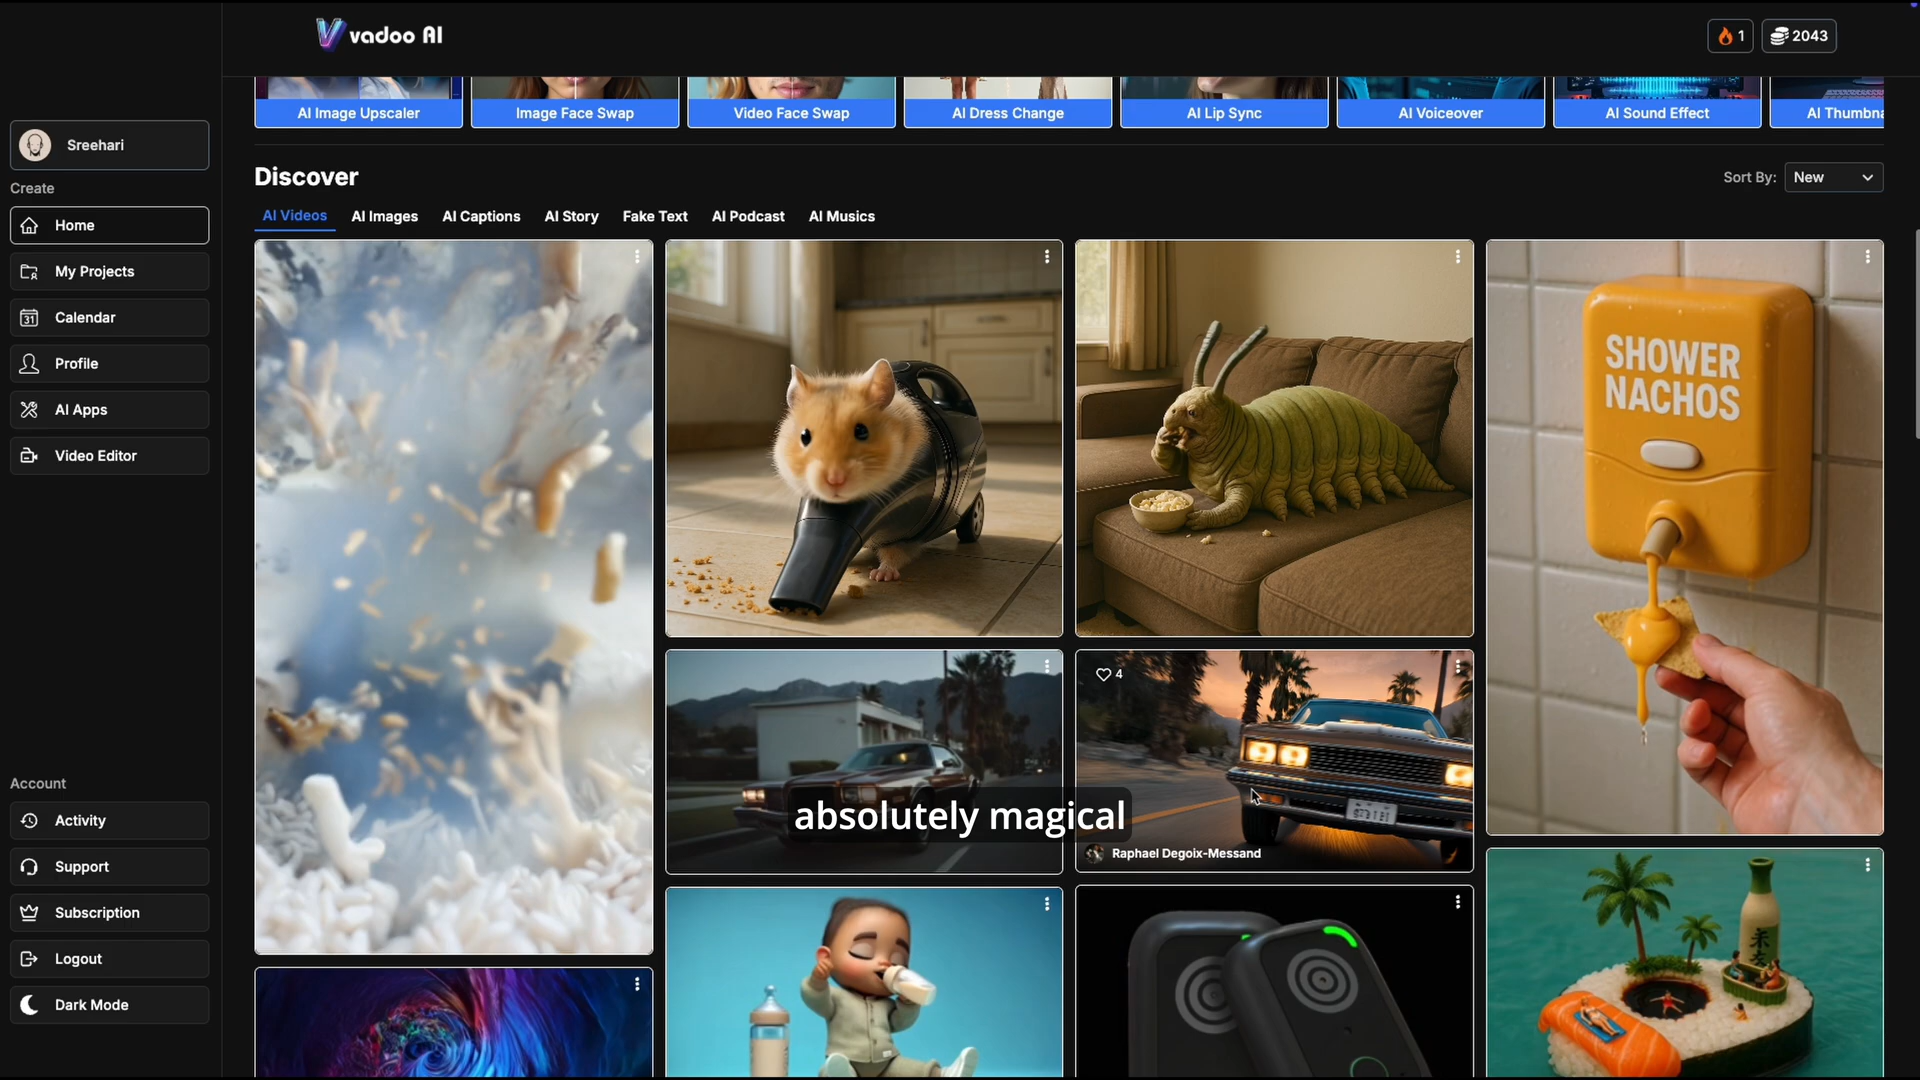 vadoo AI
1
2043
AI Image Upscaler
Image Face Swap
Video Face Swap
AI Dress Change
AI Lip Sync
AI Voiceover
AI Sound Effect
AI Thumbna
Sreehari
Create
Home
My Projects
31
Calendar
Profile
AI Apps
Video Editor
Account
Activity
Support
Subscription
Logout
Dark Mode
Discover
Sort By:
New
AI Videos
AI Images
AI Captions
AI Story
Fake Text
AI Podcast
AI Musics
SHOWER
NACHOS
4
absolutely magical
Raphael Degoix-Messand